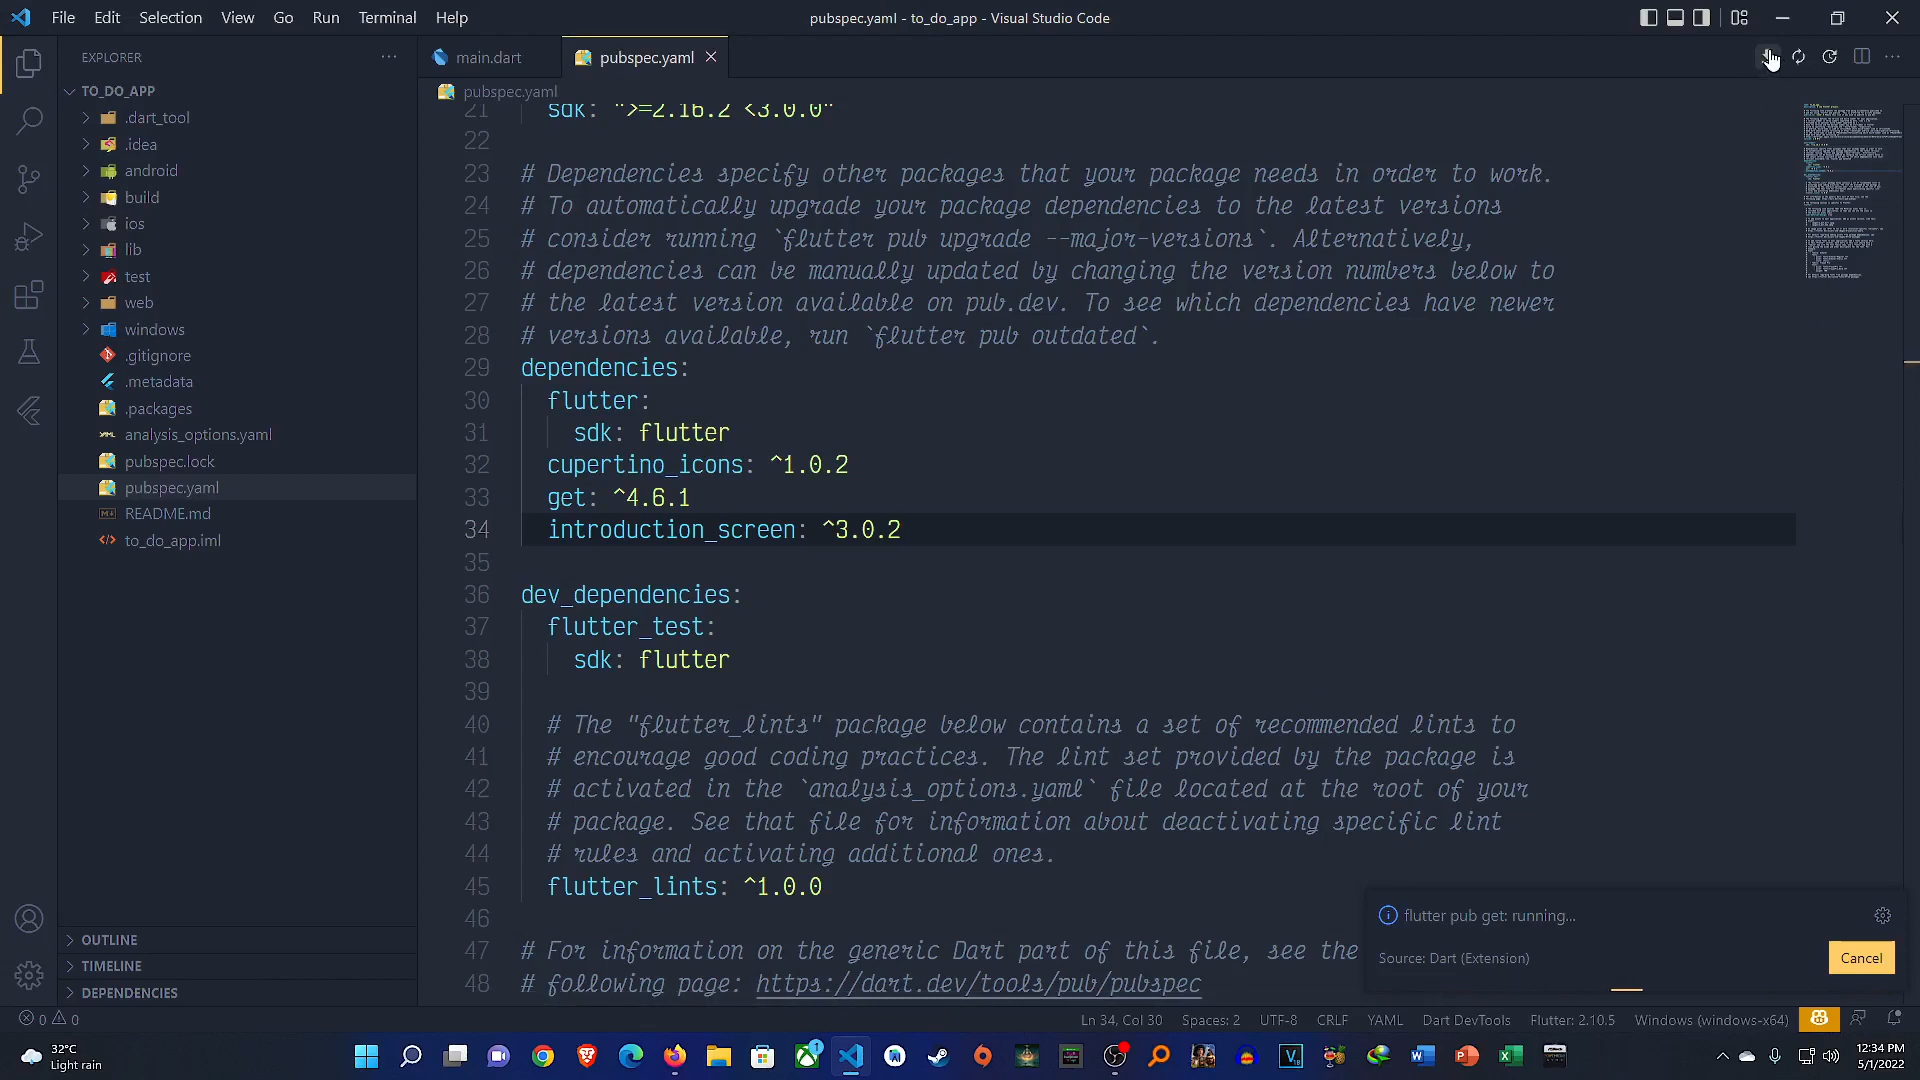 File Edit Selection View Go Run Terminal Help
pubspec.yaml - to_do_app - Visual Studio Code
EXPLORER
TO_DO_APP
.dart_tool
.idea
android
build
ios
lib
test
web
windows
.gitignore
.metadata
.packages
analysis_options.yaml
pubspec.lock
pubspec.yaml
README.md
to_do_app.iml
OUTLINE
TIMELINE
DEPENDENCIES
main.dart
pubspec.yaml
pubspec.yaml
21 sdk: ">=2.16.2 <3.0.0"
22
23 # Dependencies specify other packages that your package needs in order to work.
24 # To automatically upgrade your package dependencies to the latest versions
25 # consider running `flutter pub upgrade --major-versions`. Alternatively,
26 # dependencies can be manually updated by changing the version numbers below to
27 # the latest version available on pub.dev. To see which dependencies have newer
28 # versions available, run `flutter pub outdated`.
29 dependencies:
30 flutter:
31 sdk: flutter
32 cupertino_icons: ^1.0.2
33 get: ^4.6.1
34 introduction_screen: ^3.0.2
35
36 dev_dependencies:
37 flutter_test:
38 sdk: flutter
39
40 # The "flutter_lints" package below contains a set of recommended lints to
41 # encourage good coding practices. The lint set provided by the package is
42 # activated in the `analysis_options.yaml` file located at the root of your
43 # package. See that file for information about deactivating specific lint
44 # rules and activating additional ones.
45 flutter_lints: ^1.0.0
46
47 # For information on the generic Dart part of this file, see the
48 # following page: https://dart.dev/tools/pub/pubspec
flutter pub get: running...
Source: Dart (Extension)
Cancel
0 0
Ln 34, Col 30 Spaces: 2 UTF-8 CRLF YAML Dart DevTools Flutter: 2.10.5 Windows (windows-x64)
32°C
Light rain
1
12:34 PM
5/1/2022